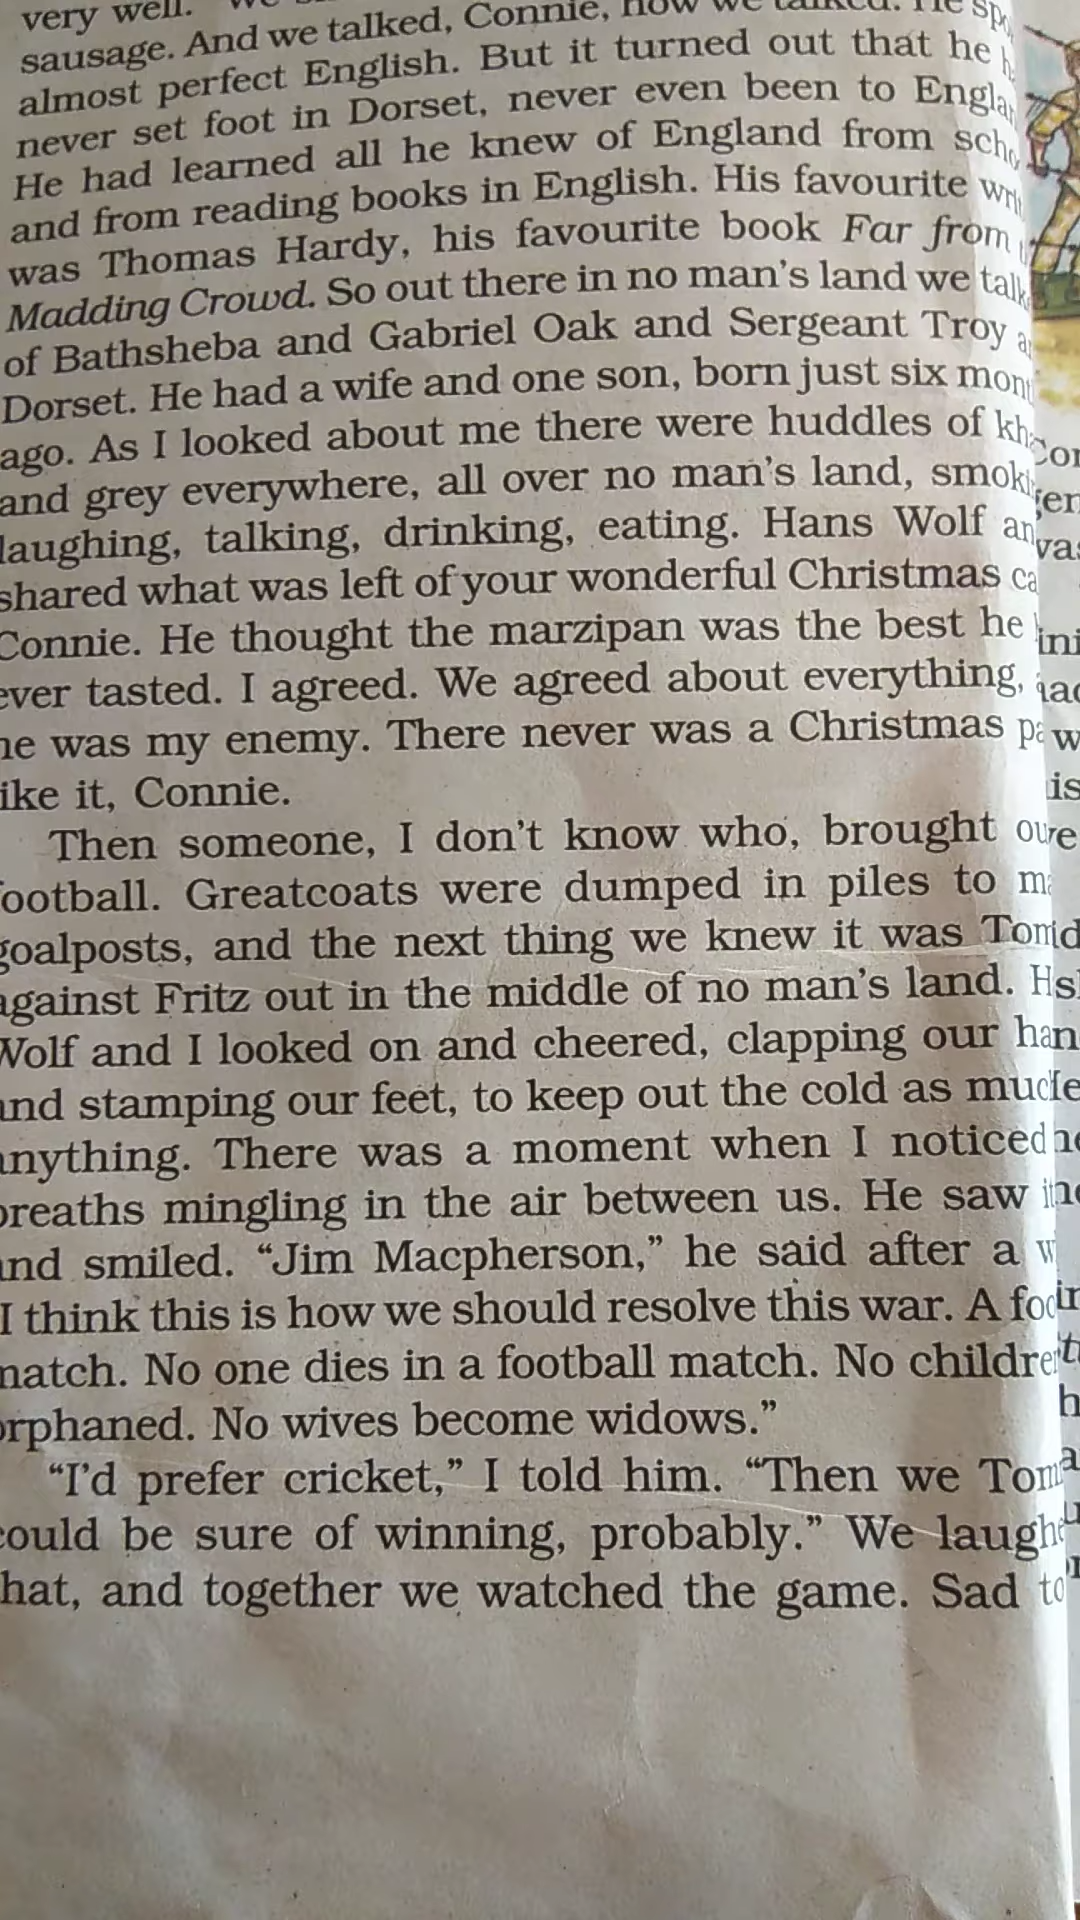 very well.
sausage. And we talked, Connie, how we talked. He
almost perfect English. But it turned out that he
never set foot in Dorset, never even been to
He had learned all he knew of England from
and from reading books in English. His favourite
was Thomas Hardy, his favourite book Far from
Madding Crowd. So out there in no man's land we
of Bathsheba and Gabriel Oak and Sergeant Troy
Dorset. He had a wife and one son, born just six
ago. As I looked about me there were huddles of
and grey everywhere, all over no man's land,
laughing, talking, drinking, eating. Hans Wolf
shared what was left of your wonderful Christmas
Connie. He thought the marzipan was the best he
ever tasted. I agreed. We agreed about everything,
he was my enemy. There never was a Christmas
like it, Connie.
Then someone, I don't know who, brought
football. Greatcoats were dumped in piles to
goalposts, and the next thing we knew it was
against Fritz out in the middle of no man's land.
Wolf and I looked on and cheered, clapping our
and stamping our feet, to keep out the cold as
anything. There was a moment when I noticed
breaths mingling in the air between us. He saw
and smiled. “Jim Macpherson,” he said after a
I think this is how we should resolve this war. A
match. No one dies in a football match. No
orphaned. No wives become widows.”
“I'd prefer cricket,” I told him. “Then we
could be sure of winning, probably.” We
that, and together we watched the game. Sad